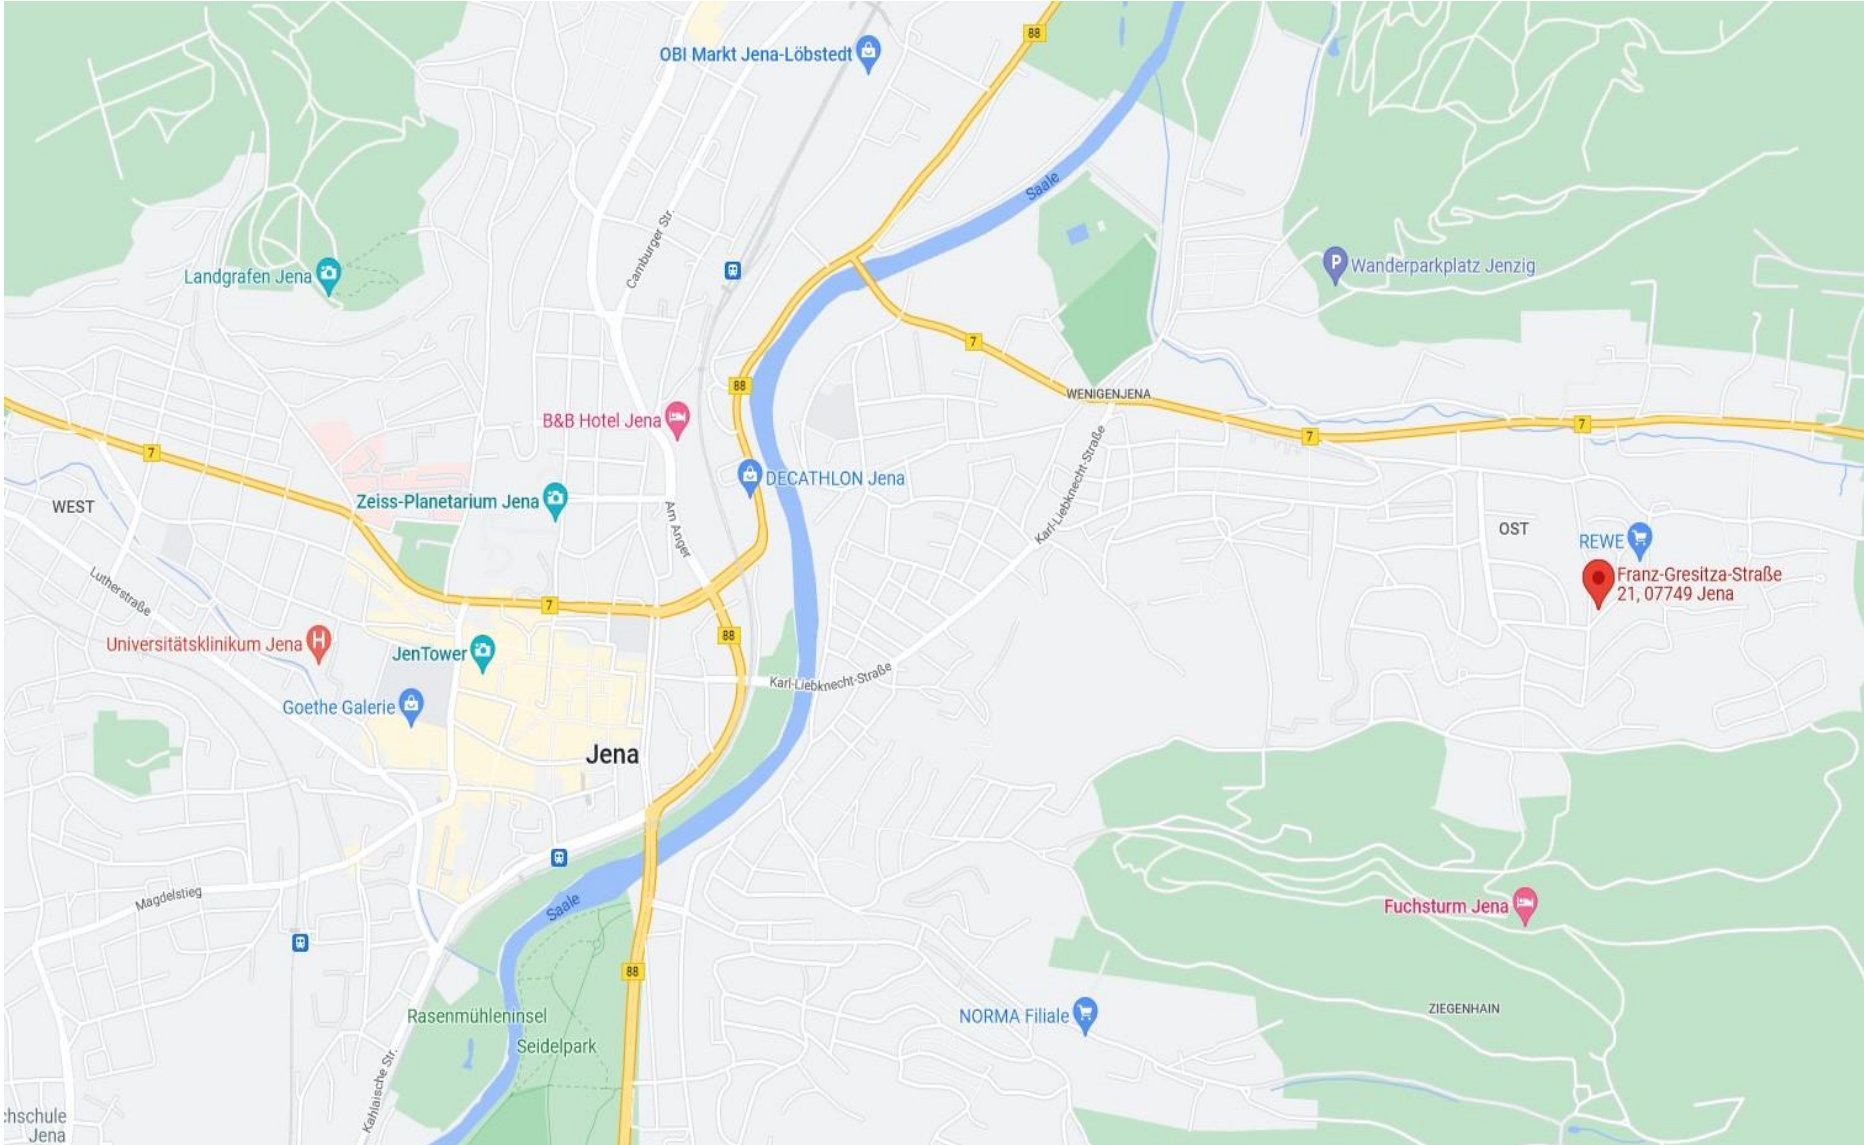 88
OBI Markt Jena-Löbstedt
Saale
Camburger Str.
Landgrafen Jena
P
Wanderparkplatz Jenzig
7
88
WENIGENJENA
B&B Hotel Jena
7
7
7
Karl-Liebknecht-Straße
DECATHLON Jena
Zeiss-Planetarium Jena
WEST
Am Anger
OST
REWE
Franz-Gresitza-Straße
21, 07749 Jena
Lutherstraße
7
88
Universitätsklinikum Jena
H
JenTower
Karl-Liebknecht-Straße
Goethe Galerie
Jena
Magdelstieg
Saale
Fuchsturm Jena
88
Rasenmühleninsel
NORMA Filiale
ZIEGENHAIN
Seidelpark
Kahlaische Str.
chschule
Jena